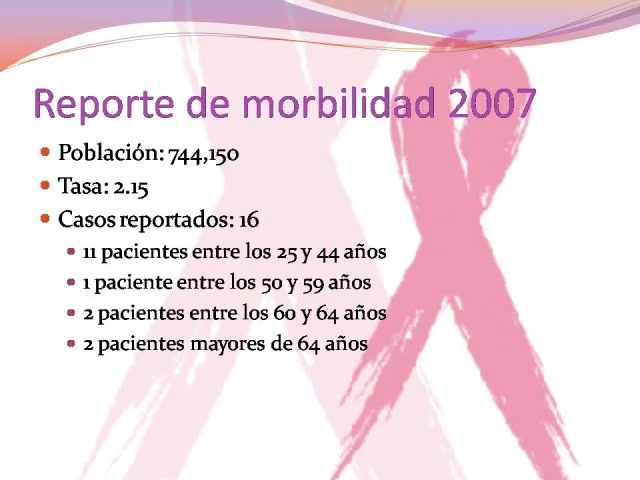 Reporte de morbilidad 2007
Población: 744,150
Tasa: 2.15
Casos reportados: 16
11 pacientes entre los 25 y 44 años
1 paciente entre los 50 y 59 años
2 pacientes entre los 60 y 64 años
2 pacientes mayores de 64 años